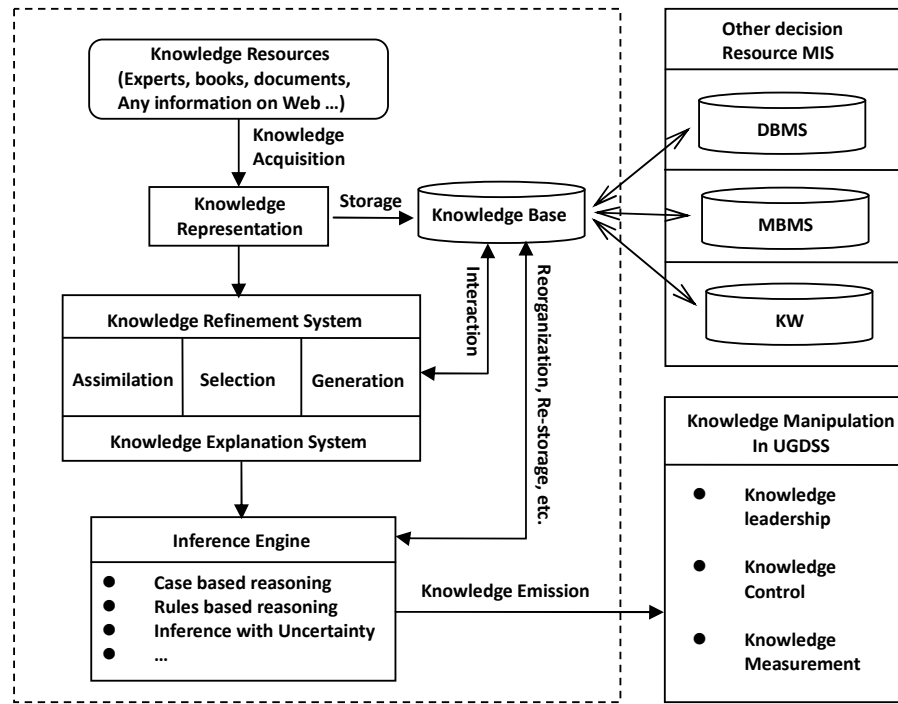 Knowledge Resources
(Experts, books, documents,
Any information on Web ...)
Knowledge
Acquisition
Knowledge
Representation
Storage
Knowledge Base
Interaction
Reorganization, Re-storage, etc.
Knowledge Refinement System
Assimilation
Selection
Generation
Knowledge Explanation System
Inference Engine
● Case based reasoning
● Rules based reasoning
● Inference with Uncertainty
● ...
Knowledge Emission
Other decision
Resource MIS
DBMS
MBMS
KW
Knowledge Manipulation
In UGDSS
● Knowledge
leadership
● Knowledge
Control
● Knowledge
Measurement